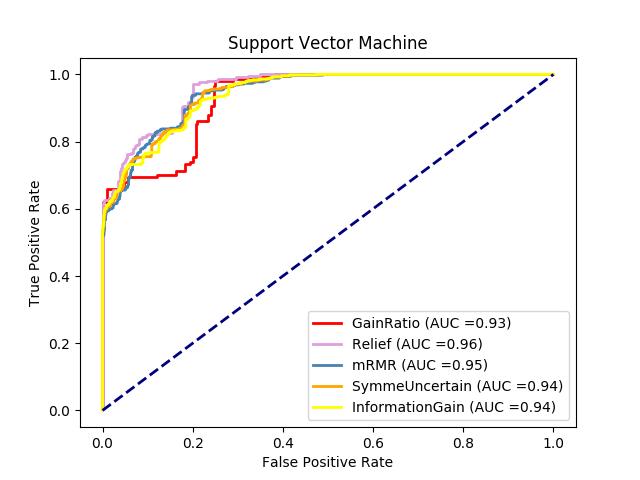 Support Vector Machine
True Positive Rate
1.0
0.8
0.6
0.4
0.2
0.0
GainRatio (AUC =0.93)
Relief (AUC =0.96)
mRMR (AUC =0.95)
SymmeUncertain (AUC =0.94)
InformationGain (AUC =0.94)
0.0 0.2 0.4 0.6 0.8 1.0
False Positive Rate